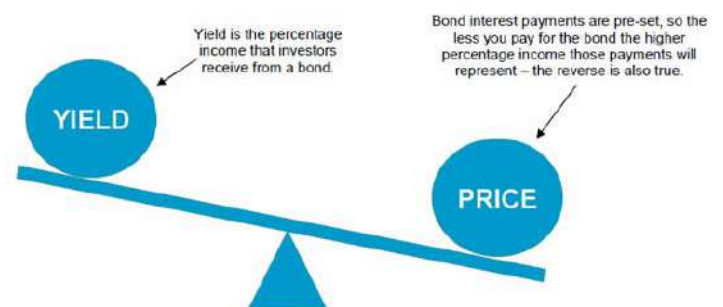 Yield is the percentage
income that investors
receive from a bond.
Bond interest payments are pre-set, so the
less you pay for the bond the higher
percentage income those payments will
represent – the reverse is also true.
YIELD
PRICE